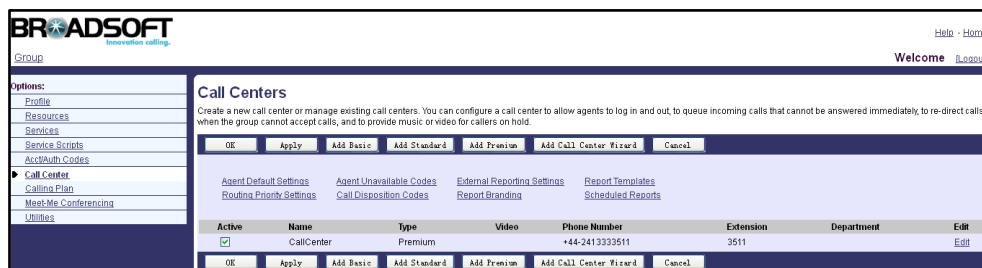 BROADSOFT
Innovation calling.
Help - Hom
Group
Welcome [Logou
Options:
Profile
Resources
Services
Service Scripts
Acct/Auth Codes
Call Center
Calling Plan
Meet-Me Conferencing
Utilities
Call Centers
Create a new call center or manage existing call centers. You can configure a call center to allow agents to log in and out, to queue incoming calls that cannot be answered immediately, to re-direct calls
when the group cannot accept calls, and to provide music or video for callers on hold.
OK Apply Add Basic Add Standard Add Premium Add Call Center Wizard Cancel
Agent Default Settings Agent Unavailable Codes External Reporting Settings Report Templates
Routing Priority Settings Call Disposition Codes Report Branding Scheduled Reports
Active Name Type Video Phone Number Extension Department Edit
CallCenter Premium +44-2413333511 3511 Edit
OK Apply Add Basic Add Standard Add Premium Add Call Center Wizard Cancel